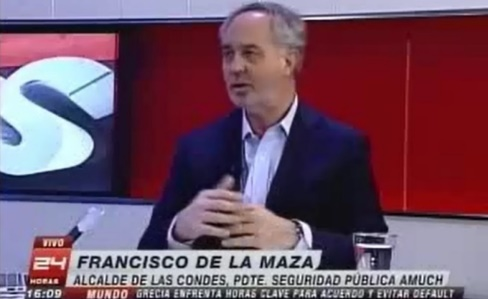 S
VIVO
24
HORAS
16:09
FRANCISCO DE LA MAZA
ALCALDE DE LAS CONDES, PDTE. SEGURIDAD PÚBLICA AMUCH
MUNDO GRECIA ENFRENTA HORAS CLAVE PARA ACUERDO Y EVITAR DEFAULT